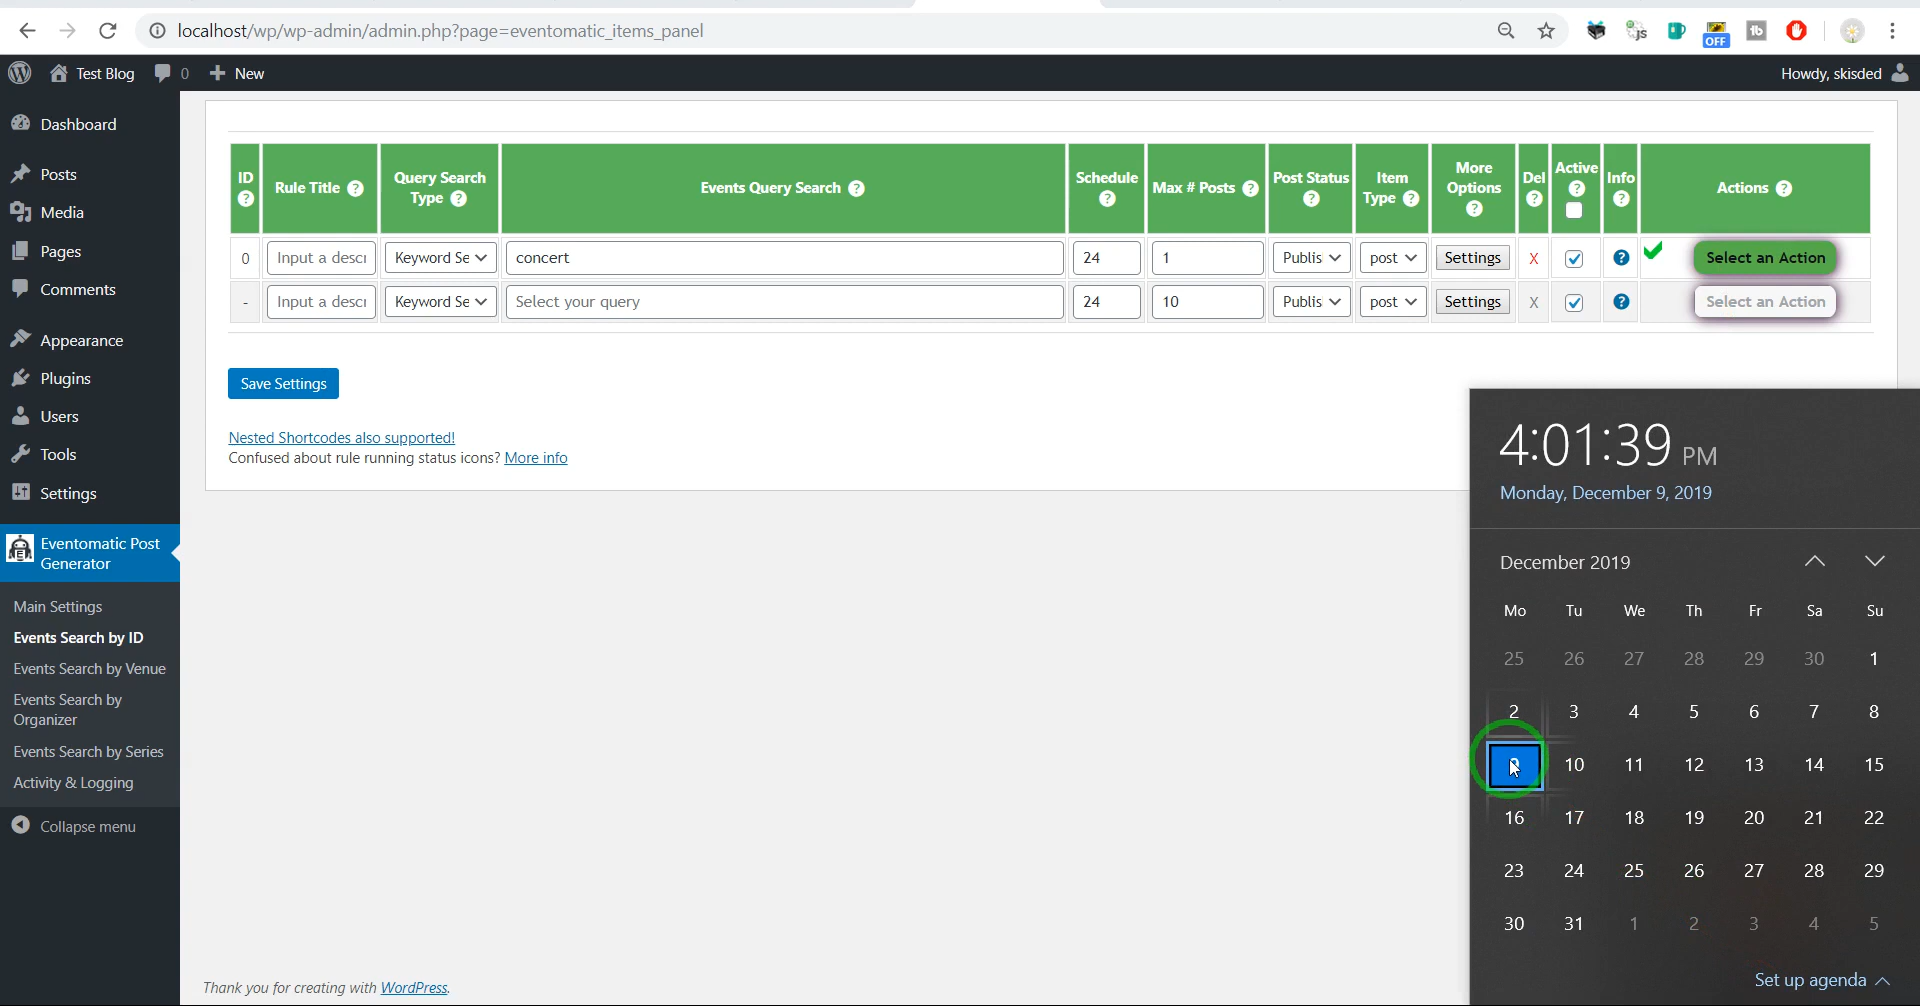 localhost/wp/wp-admin/admin.php?page=eventomatic_items_panel
JS
OFF
Test Blog
0
New
Howdy, skisded
Dashboard
Posts
Media
Pages
Comments
Appearance
Plugins
Users
Tools
Settings
Eventomatic Post
Generator
Main Settings
Events Search by ID
Events Search by Venue
Events Search by
Organizer
Events Search by Series
Activity & Logging
Collapse menu
ID
Rule Title
Query Search
Type
Events Query Search
Schedule
Max # Posts
Post Status
Item
Type
More
Options
Del
Active
Info
Actions
0 Input a descr Keyword Se concert 24 1 Publis post Settings X Select an Action
- Input a descr Keyword Se Select your query 24 10 Publis post Settings X Select an Action
Save Settings
Nested Shortcodes also supported!
Confused about rule running status icons? More info
Thank you for creating with WordPress.
4:01:39 PM
Monday, December 9, 2019
December 2019
Mo Tu We Th Fr Sa Su
25 26 27 28 29 30 1
2 3 4 5 6 7 8
9 10 11 12 13 14 15
16 17 18 19 20 21 22
23 24 25 26 27 28 29
30 31 1 2 3 4 5
Set up agenda